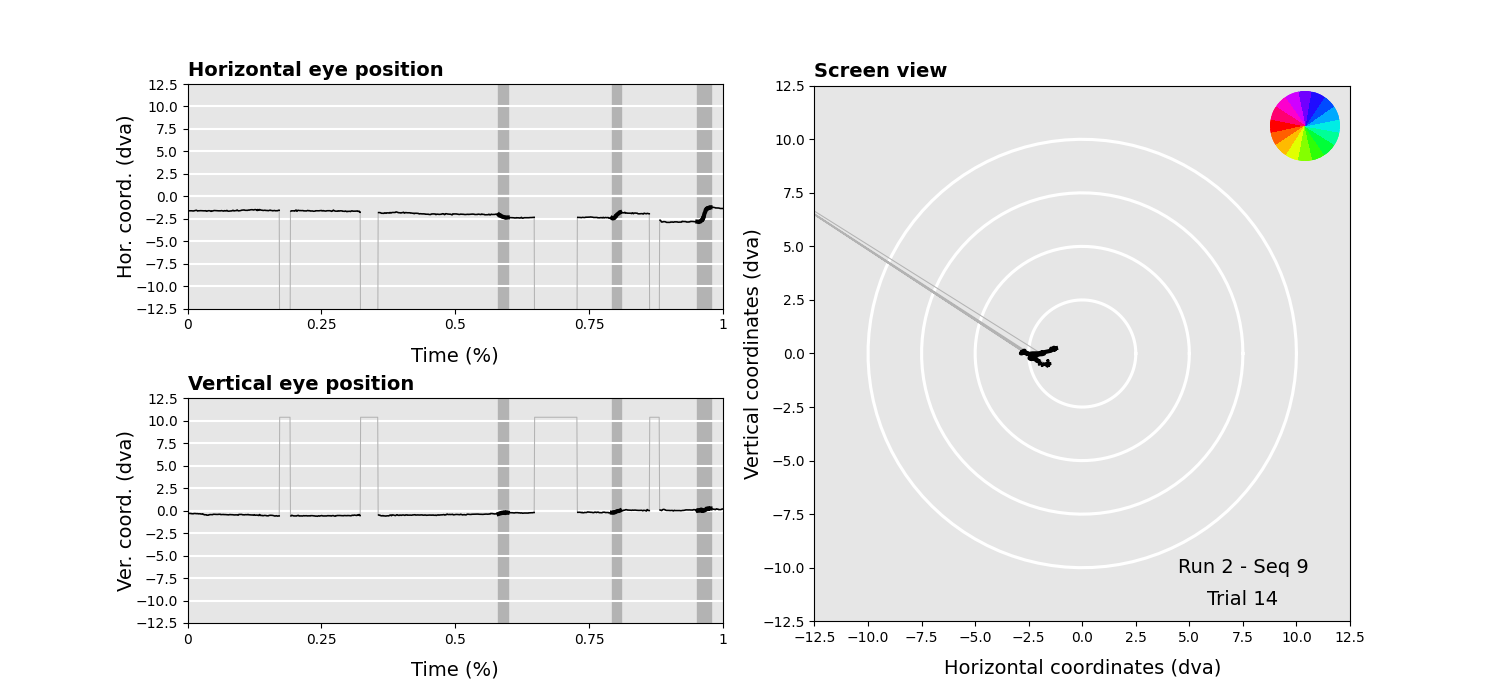 Horizontal eye position
12.5
10.0
7.5
5.0
2.5
0.0
−2.5
−5.0
−7.5
−10.0
−12.5
Hor. coord. (dva)
0 0.25 0.5 0.75 1
Time (%)
Vertical eye position
12.5
10.0
7.5
5.0
2.5
0.0
−2.5
−5.0
−7.5
−10.0
−12.5
Ver. coord. (dva)
0 0.25 0.5 0.75 1
Time (%)
Screen view
12.5
10.0
7.5
5.0
2.5
0.0
−2.5
−5.0
−7.5
−10.0
−12.5
Vertical coordinates (dva)
Run 2 - Seq 9
Trial 14
−12.5 −10.0 −7.5 −5.0 −2.5 0.0 2.5 5.0 7.5 10.0 12.5
Horizontal coordinates (dva)